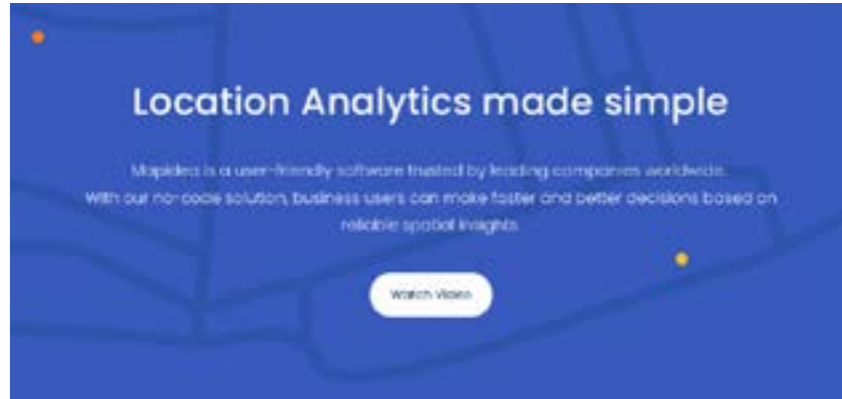 Location Analytics made simple
Mapidea is a user-friendly software trusted by leading companies worldwide.
With our no-code solution, business users can make faster and better decisions based on
reliable spatial insights.
Watch Video